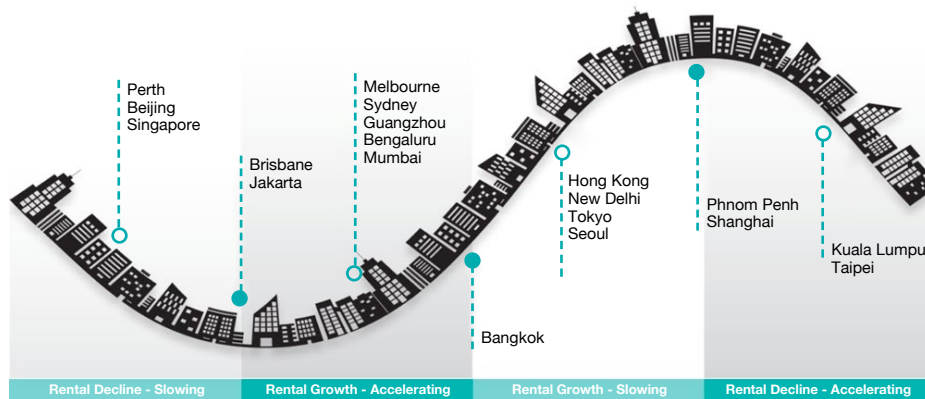 Perth
Beijing
Singapore
Brisbane
Jakarta
Melbourne
Sydney
Guangzhou
Bengaluru
Mumbai
Bangkok
Hong Kong
New Delhi
Tokyo
Seoul
Phnom Penh
Shanghai
Kuala Lumpu
Taipei
Rental Decline - Slowing
Rental Growth - Accelerating
Rental Growth - Slowing
Rental Decline - Accelerating